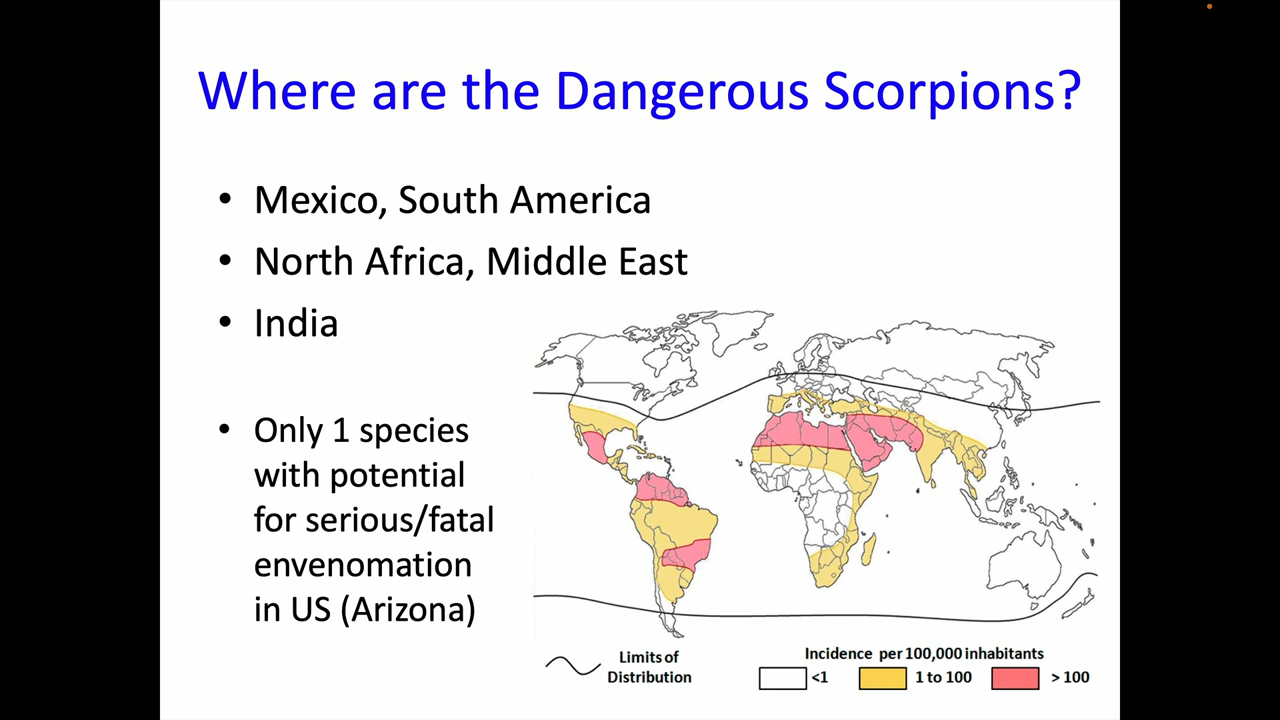 Where are the Dangerous Scorpions?
• Mexico, South America
• North Africa, Middle East
• India
• Only 1 species
with potential
for serious/fatal
envenomation
in US (Arizona)
Limits of
Distribution
Incidence per 100,000 inhabitants
<1
1 to 100
> 100